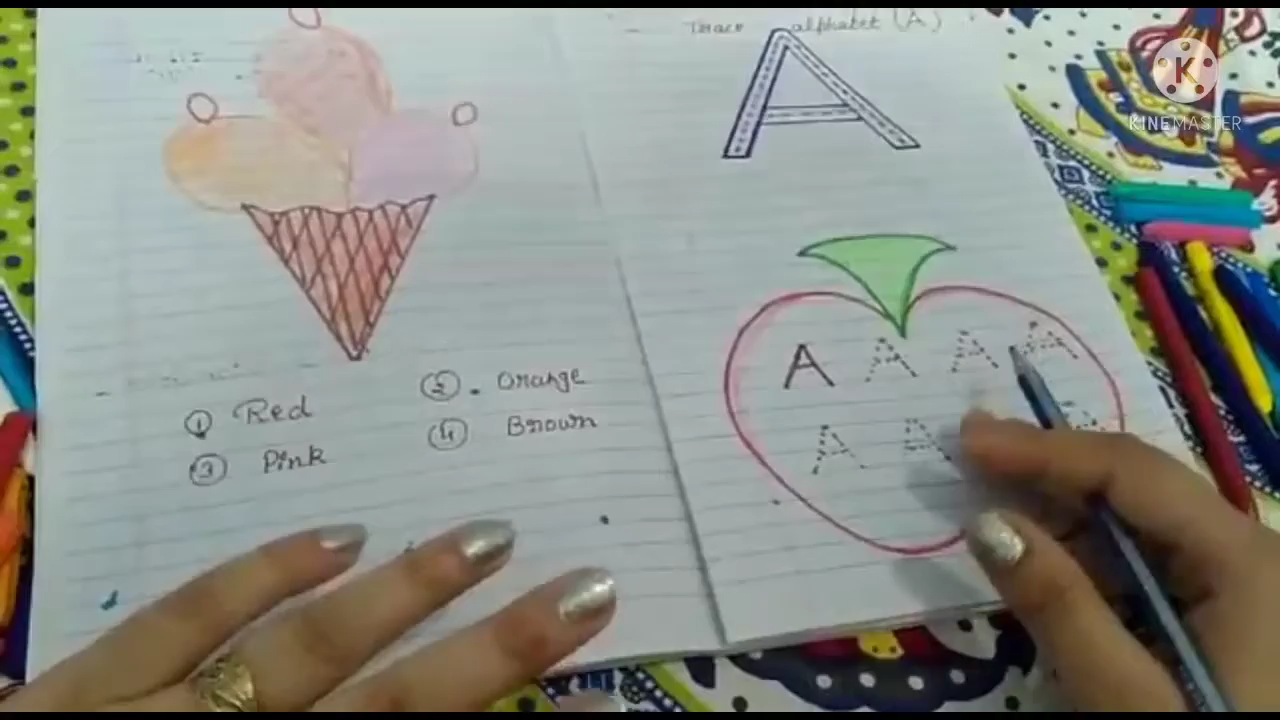 ① Red
② . Orange
③ Pink
④ Brown
Trace alphabet (A)
A
A A A A
A A
KINEMASTER